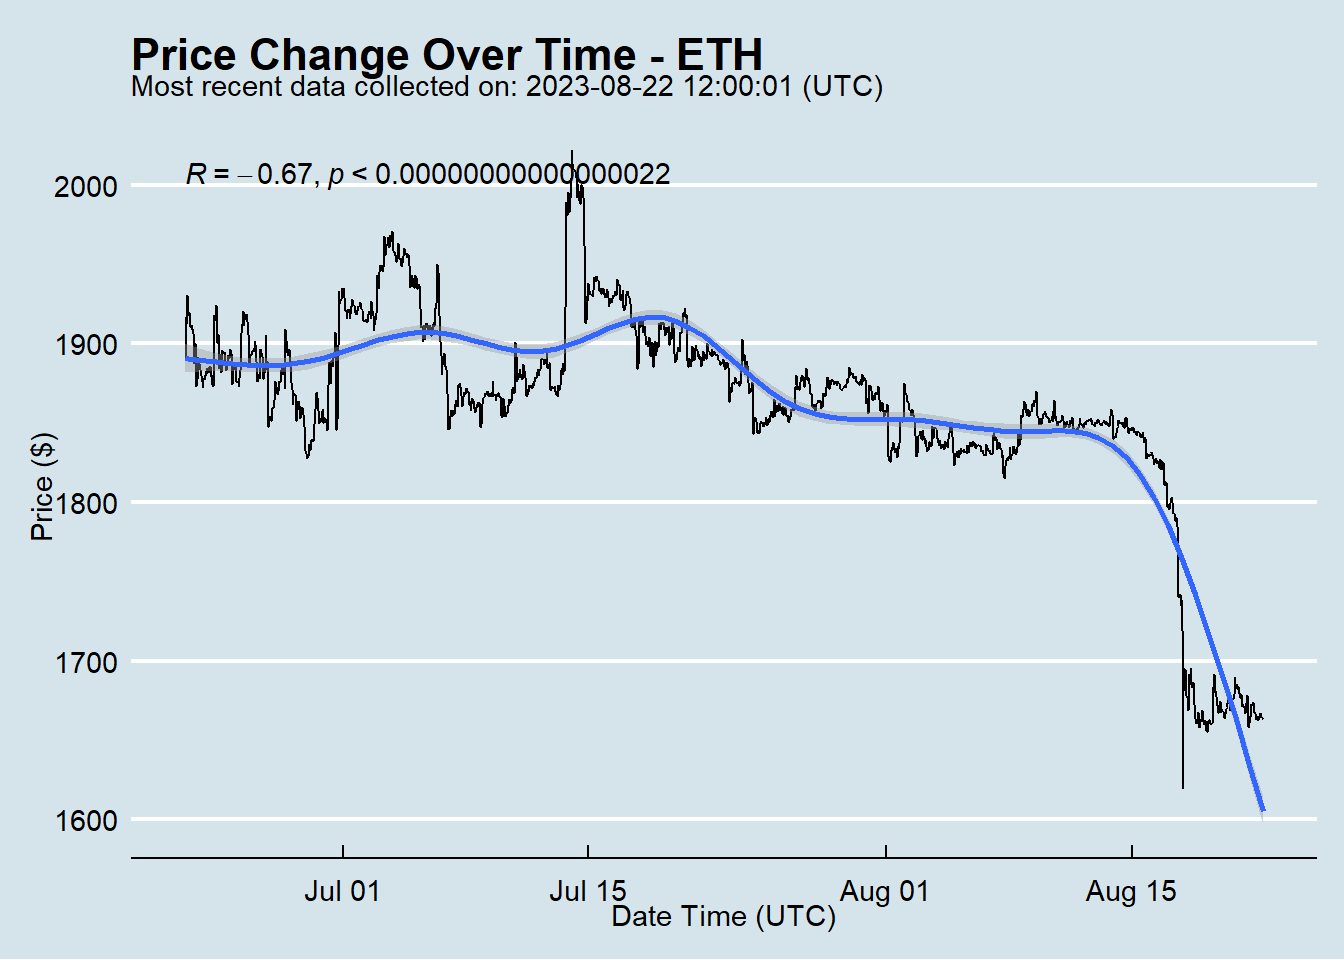 Price Change Over Time - ETH
Most recent data collected on: 2023-08-22 12:00:01 (UTC)
R = −0.67, p < 0.00000000000000022
2000
1900
1800
1700
1600
Price ($)
Jul 01 Jul 15 Aug 01 Aug 15
Date Time (UTC)